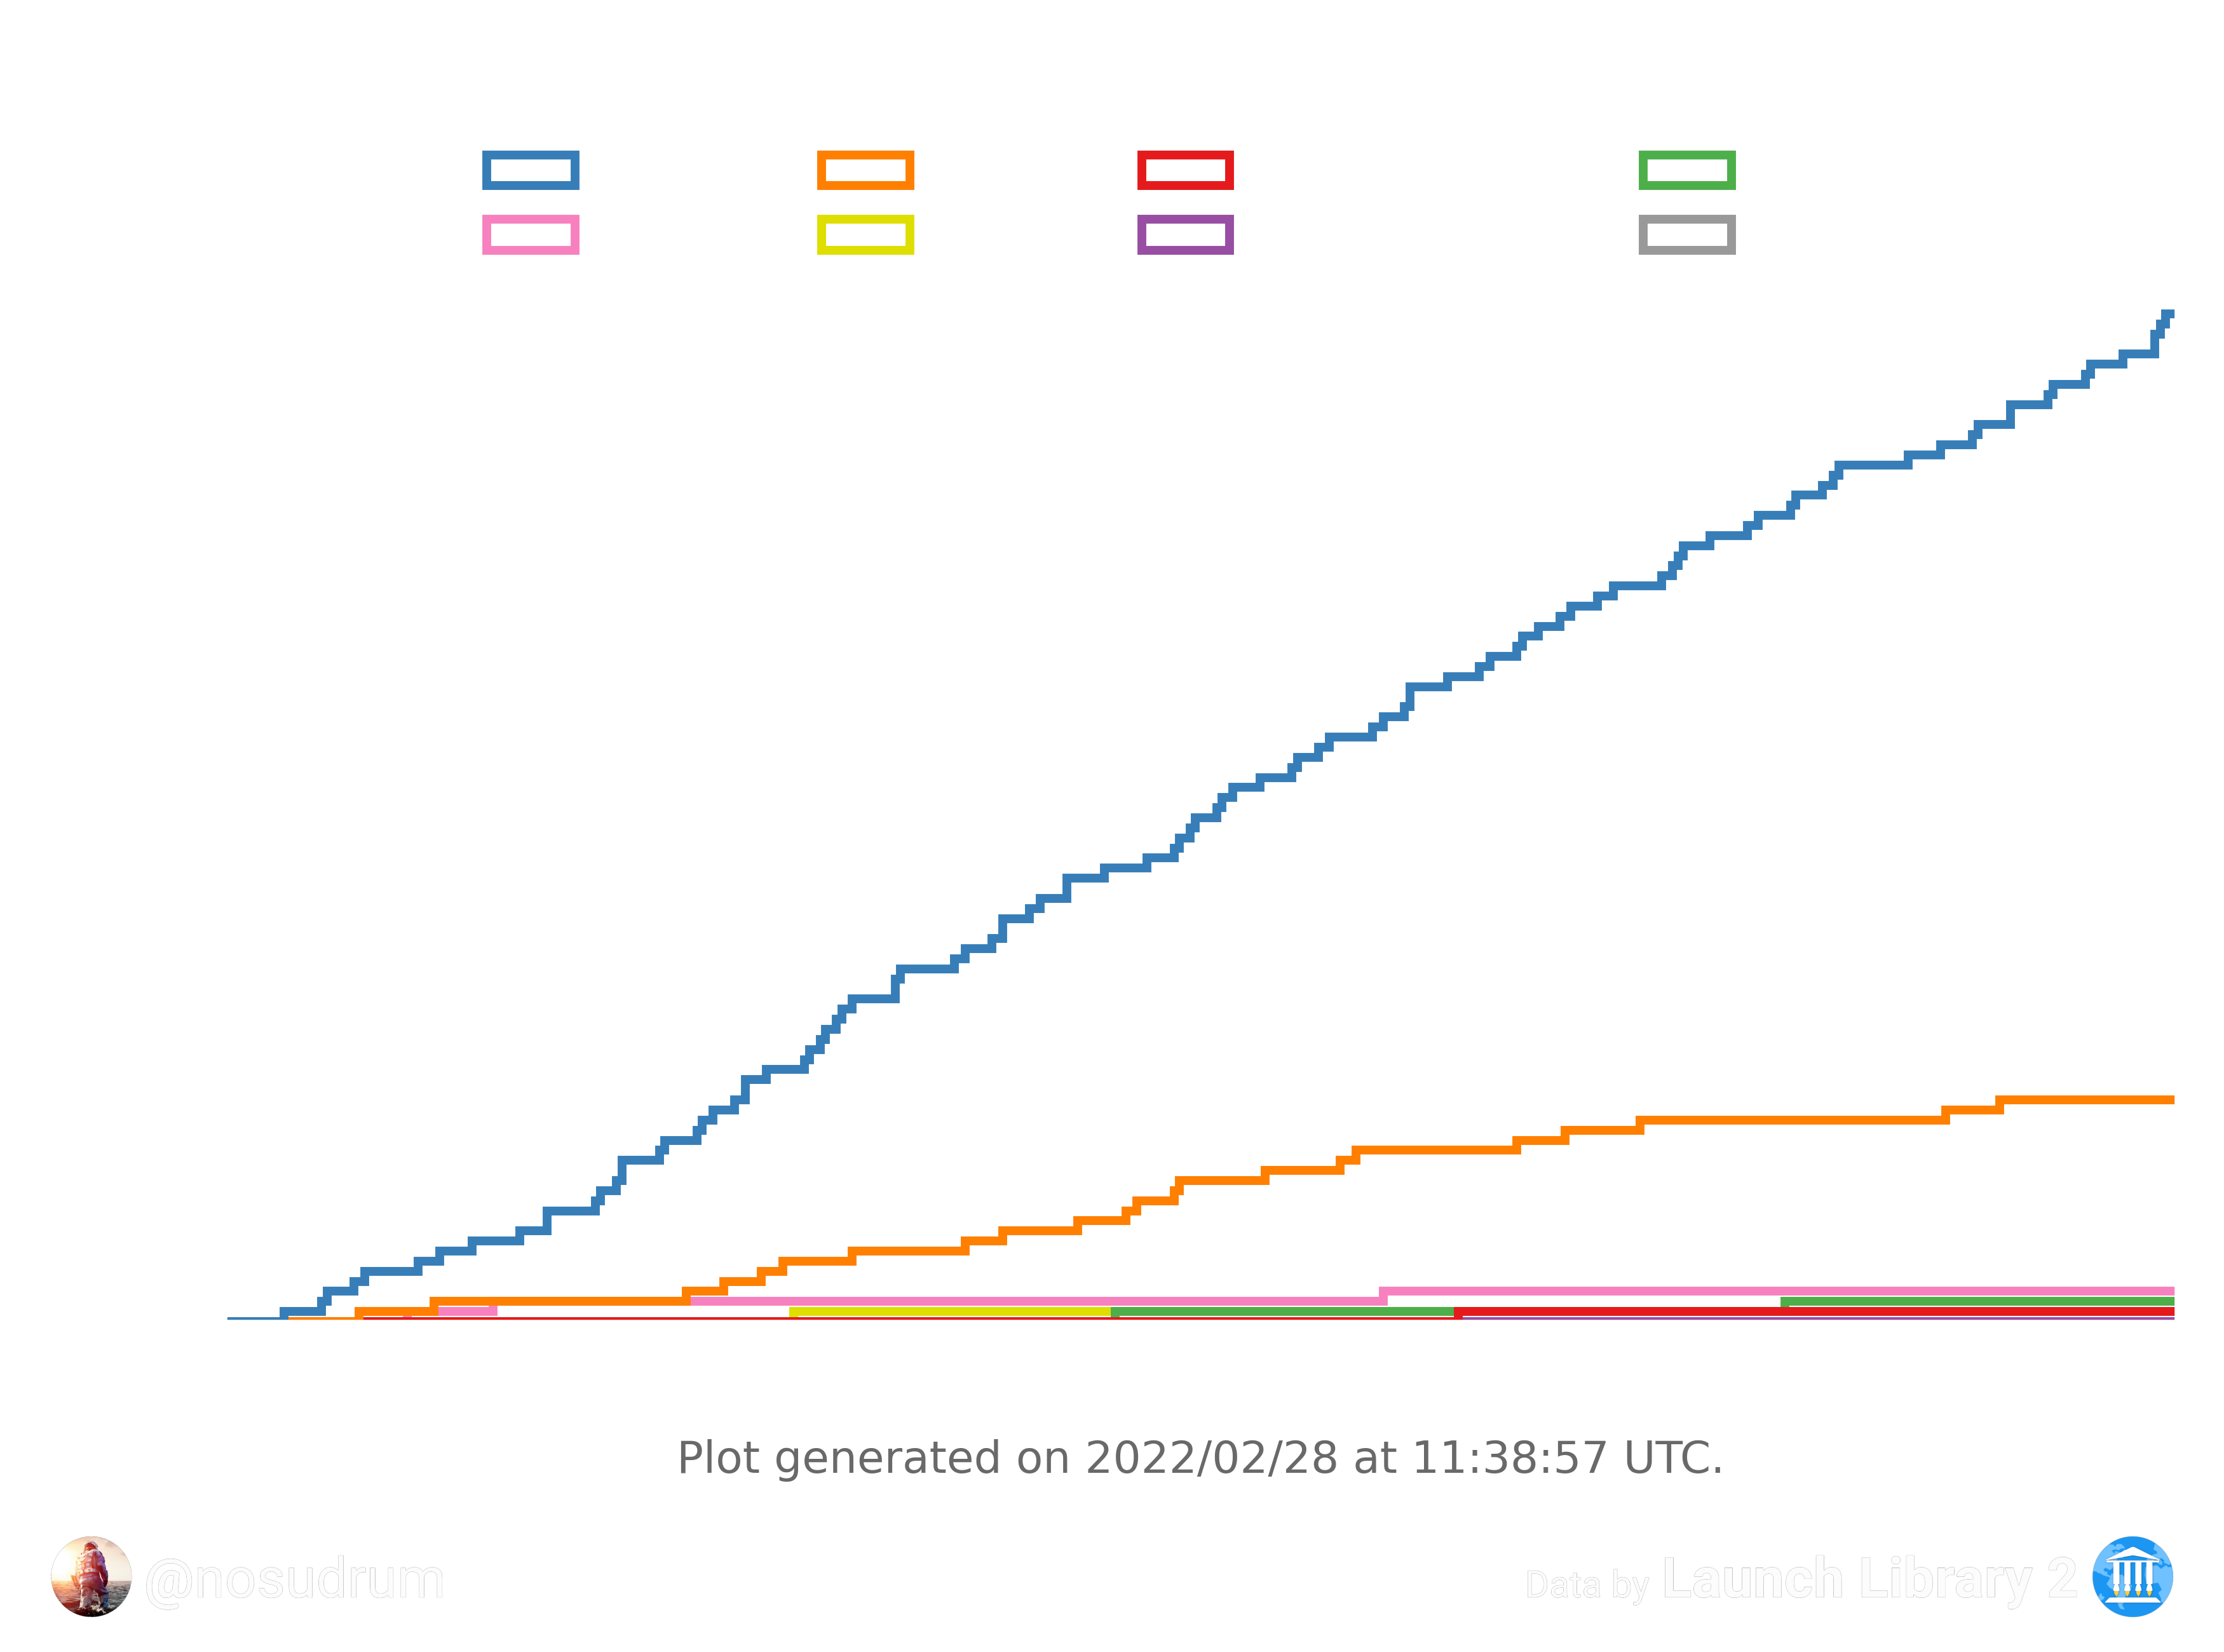 Plot generated on 2022/02/28 at 11:38:57 UTC.
@nosudrum
Data by Launch Library 2